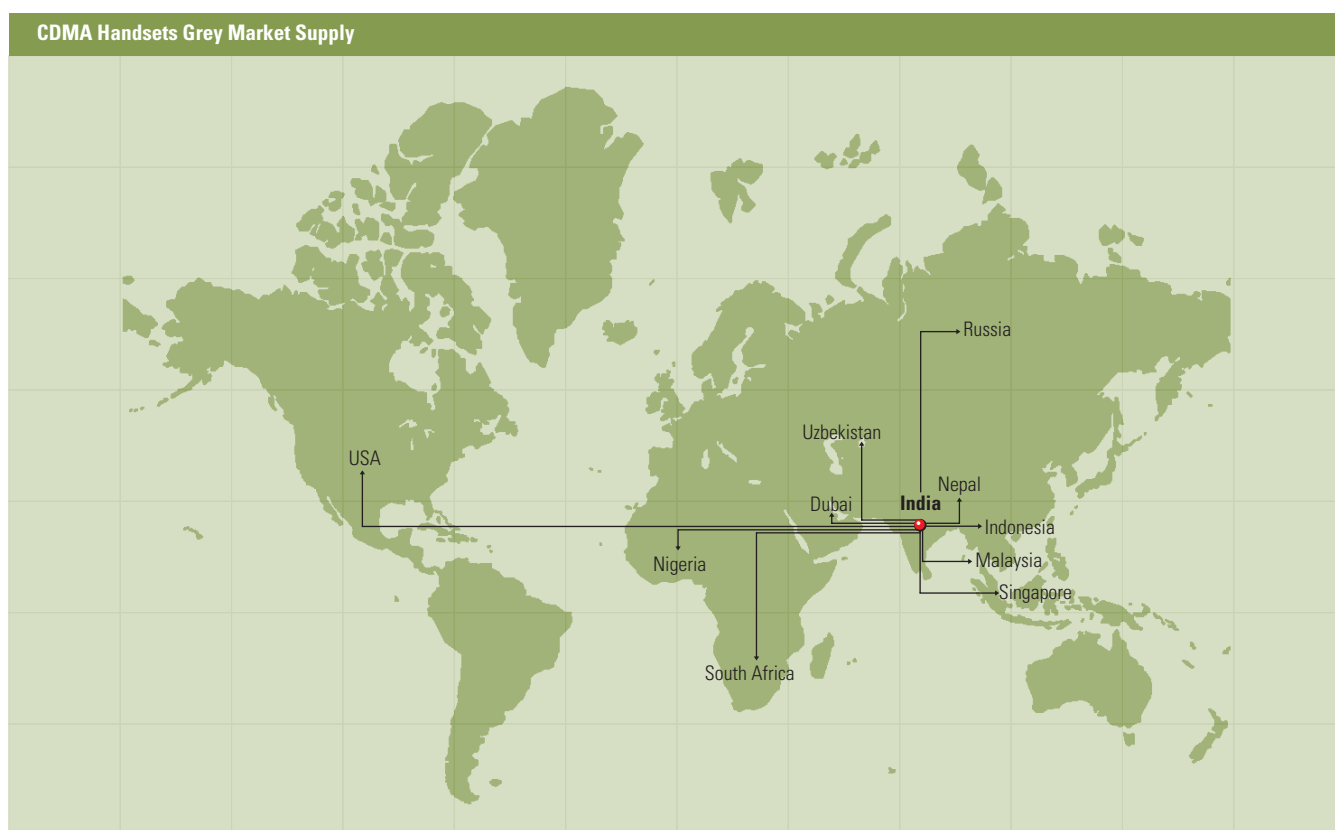 CDMA Handsets Grey Market Supply
Russia
Uzbekistan
USA
Nepal
Dubai
India
Indonesia
Nigeria
Malaysia
Singapore
South Africa